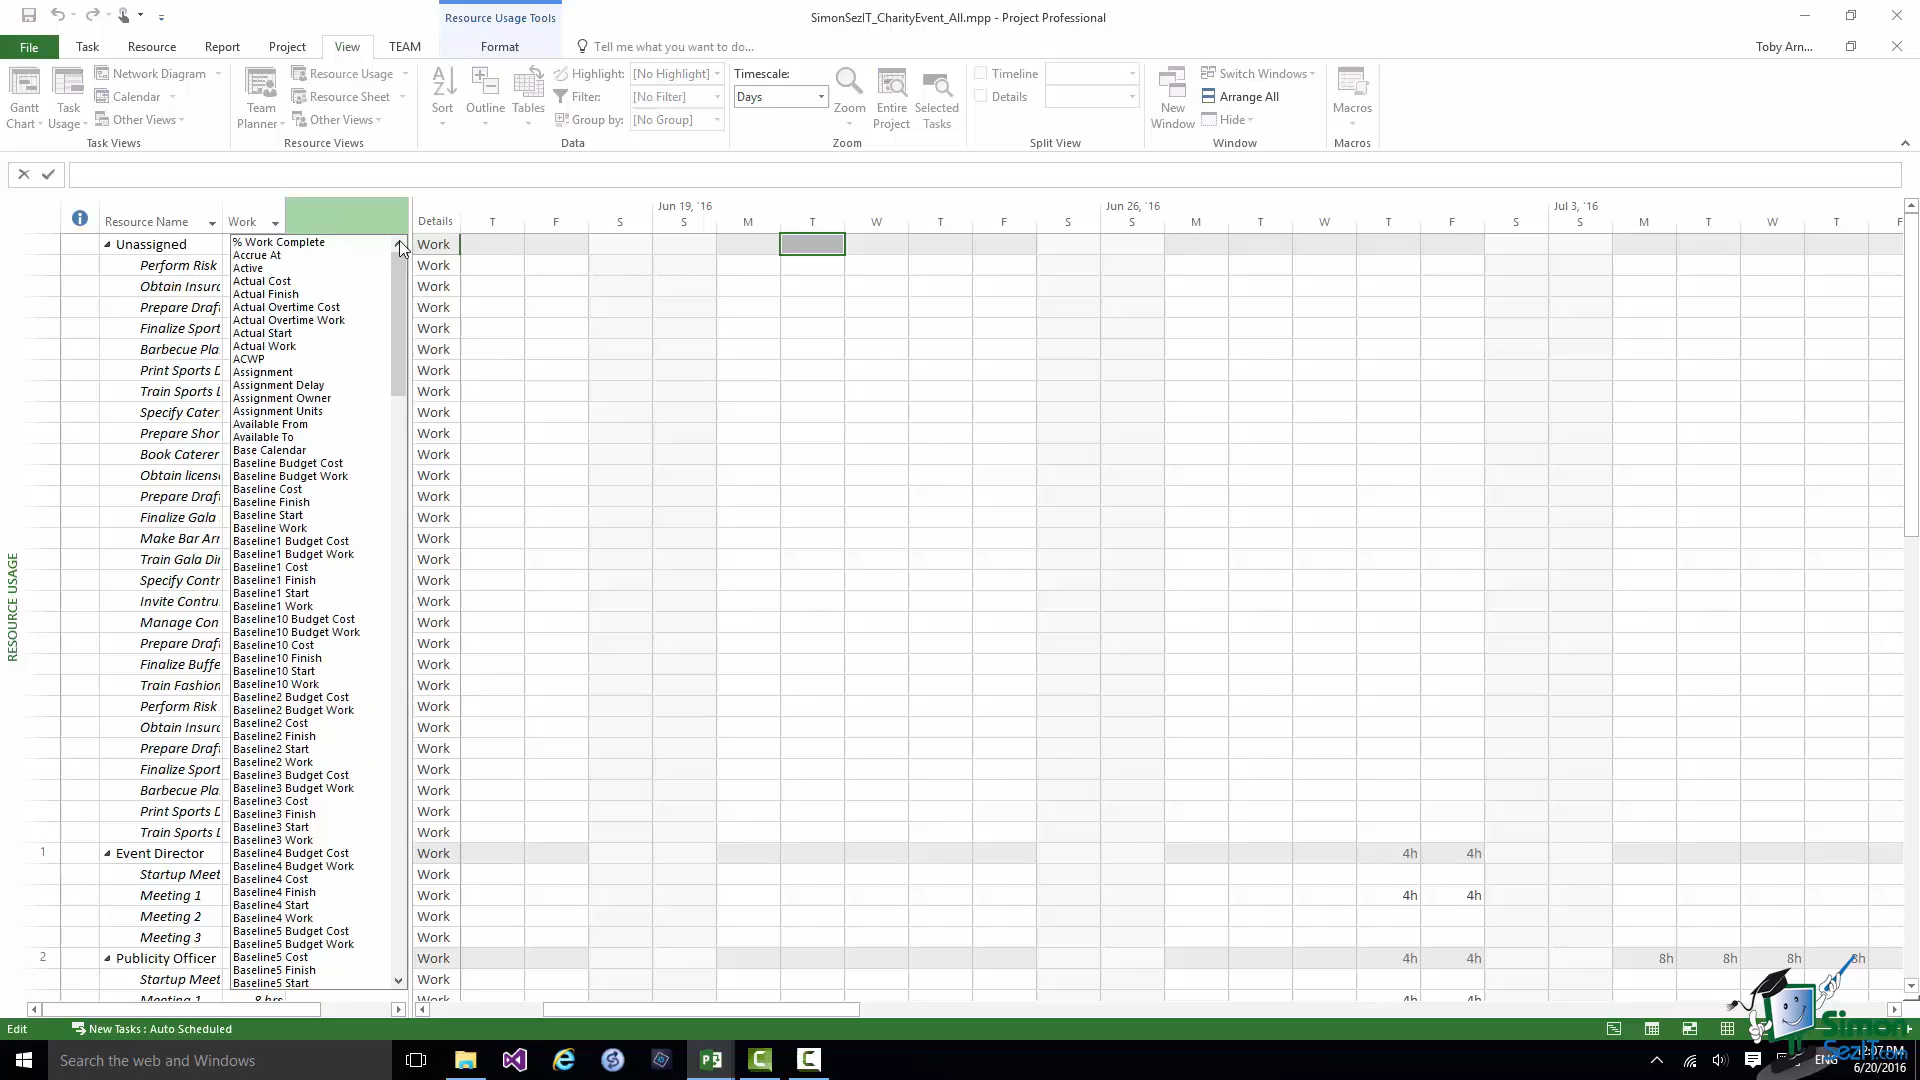 Resource Usage Tools
SimonSezIT_CharityEvent_All.mpp - Project Professional
File Task Resource Report Project View TEAM Format Tell me what you want to do... Toby Arn...
Gantt Chart
Task Usage
Network Diagram
Calendar
Other Views
Task Views
Team Planner
Resource Usage
Resource Sheet
Other Views
Resource Views
Sort
Outline
Tables
Highlight: [No Highlight]
Filter: [No Filter]
Group by: [No Group]
Data
Timescale:
Days
Zoom
Entire Project
Selected Tasks
Zoom
Timeline
Details
Split View
New Window
Switch Windows
Arrange All
Hide
Window
Macros
Macros
Resource Name Work Details
Jun 19, '16 Jun 26, '16 Jul 3, '16
T F S S M T W T F S S M T W T F S S M T W T F
Unassigned Work
Perform Risk Work
Obtain Insura Work
Prepare Draft Work
Finalize Sport Work
Barbecue Pla Work
Print Sports D Work
Train Sports D Work
Specify Cater Work
Prepare Shor Work
Book Caterer Work
Obtain license Work
Prepare Draft Work
Finalize Gala Work
Make Bar Arr Work
Train Gala Di Work
Specify Contr Work
Invite Contru Work
Manage Con Work
Prepare Draft Work
Finalize Buffe Work
Train Fashion Work
Perform Risk Work
Obtain Insura Work
Prepare Draft Work
Finalize Sport Work
Barbecue Pla Work
Print Sports D Work
Train Sports D Work
1 Event Director Work 4h 4h
Startup Meet Work
Meeting 1 Work 4h 4h
Meeting 2 Work
Meeting 3 Work
2 Publicity Officer Work 4h 4h 8h 8h 8h 8h
Startup Meet Work
Meeting 1 8 hrs Work 4h 4h
% Work Complete
Accrue At
Active
Actual Cost
Actual Finish
Actual Overtime Cost
Actual Overtime Work
Actual Start
Actual Work
ACWP
Assignment
Assignment Delay
Assignment Owner
Assignment Units
Available From
Available To
Base Calendar
Baseline Budget Cost
Baseline Budget Work
Baseline Cost
Baseline Finish
Baseline Start
Baseline Work
Baseline1 Budget Cost
Baseline1 Budget Work
Baseline1 Cost
Baseline1 Finish
Baseline1 Start
Baseline1 Work
Baseline10 Budget Cost
Baseline10 Budget Work
Baseline10 Cost
Baseline10 Finish
Baseline10 Start
Baseline10 Work
Baseline2 Budget Cost
Baseline2 Budget Work
Baseline2 Cost
Baseline2 Finish
Baseline2 Start
Baseline2 Work
Baseline3 Budget Cost
Baseline3 Budget Work
Baseline3 Cost
Baseline3 Finish
Baseline3 Start
Baseline3 Work
Baseline4 Budget Cost
Baseline4 Budget Work
Baseline4 Cost
Baseline4 Finish
Baseline4 Start
Baseline4 Work
Baseline5 Budget Cost
Baseline5 Budget Work
Baseline5 Cost
Baseline5 Finish
Baseline5 Start
RESOURCE USAGE
Edit New Tasks : Auto Scheduled
Simon SezIT.com
Search the web and Windows
ENG
12:07 PM
6/20/2016